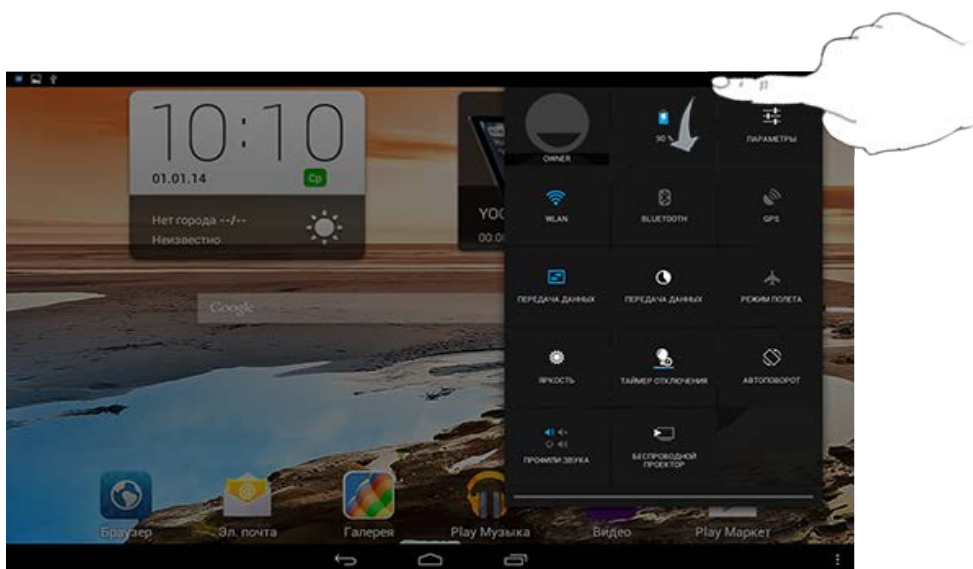 10:10
01.01.14
Ср
Нет города --/--
Неизвестно
YOG
00:0
Google
OWNER
90 %
ПАРАМЕТРЫ
WLAN
BLUETOOTH
GPS
ПЕРЕДАЧА ДАННЫХ
ПЕРЕДАЧА ДАННЫХ
РЕЖИМ ПОЛЕТА
ЯРКОСТЬ
ТАЙМЕР ОТКЛЮЧЕНИЯ
АВТОПОВОРОТ
ПРОФИЛИ ЗВУКА
БЕСПРОВОДНОЙ
ПРОЕКТОР
Браузер
Эл. почта
Галерея
Play Музыка
Видео
Play Маркет